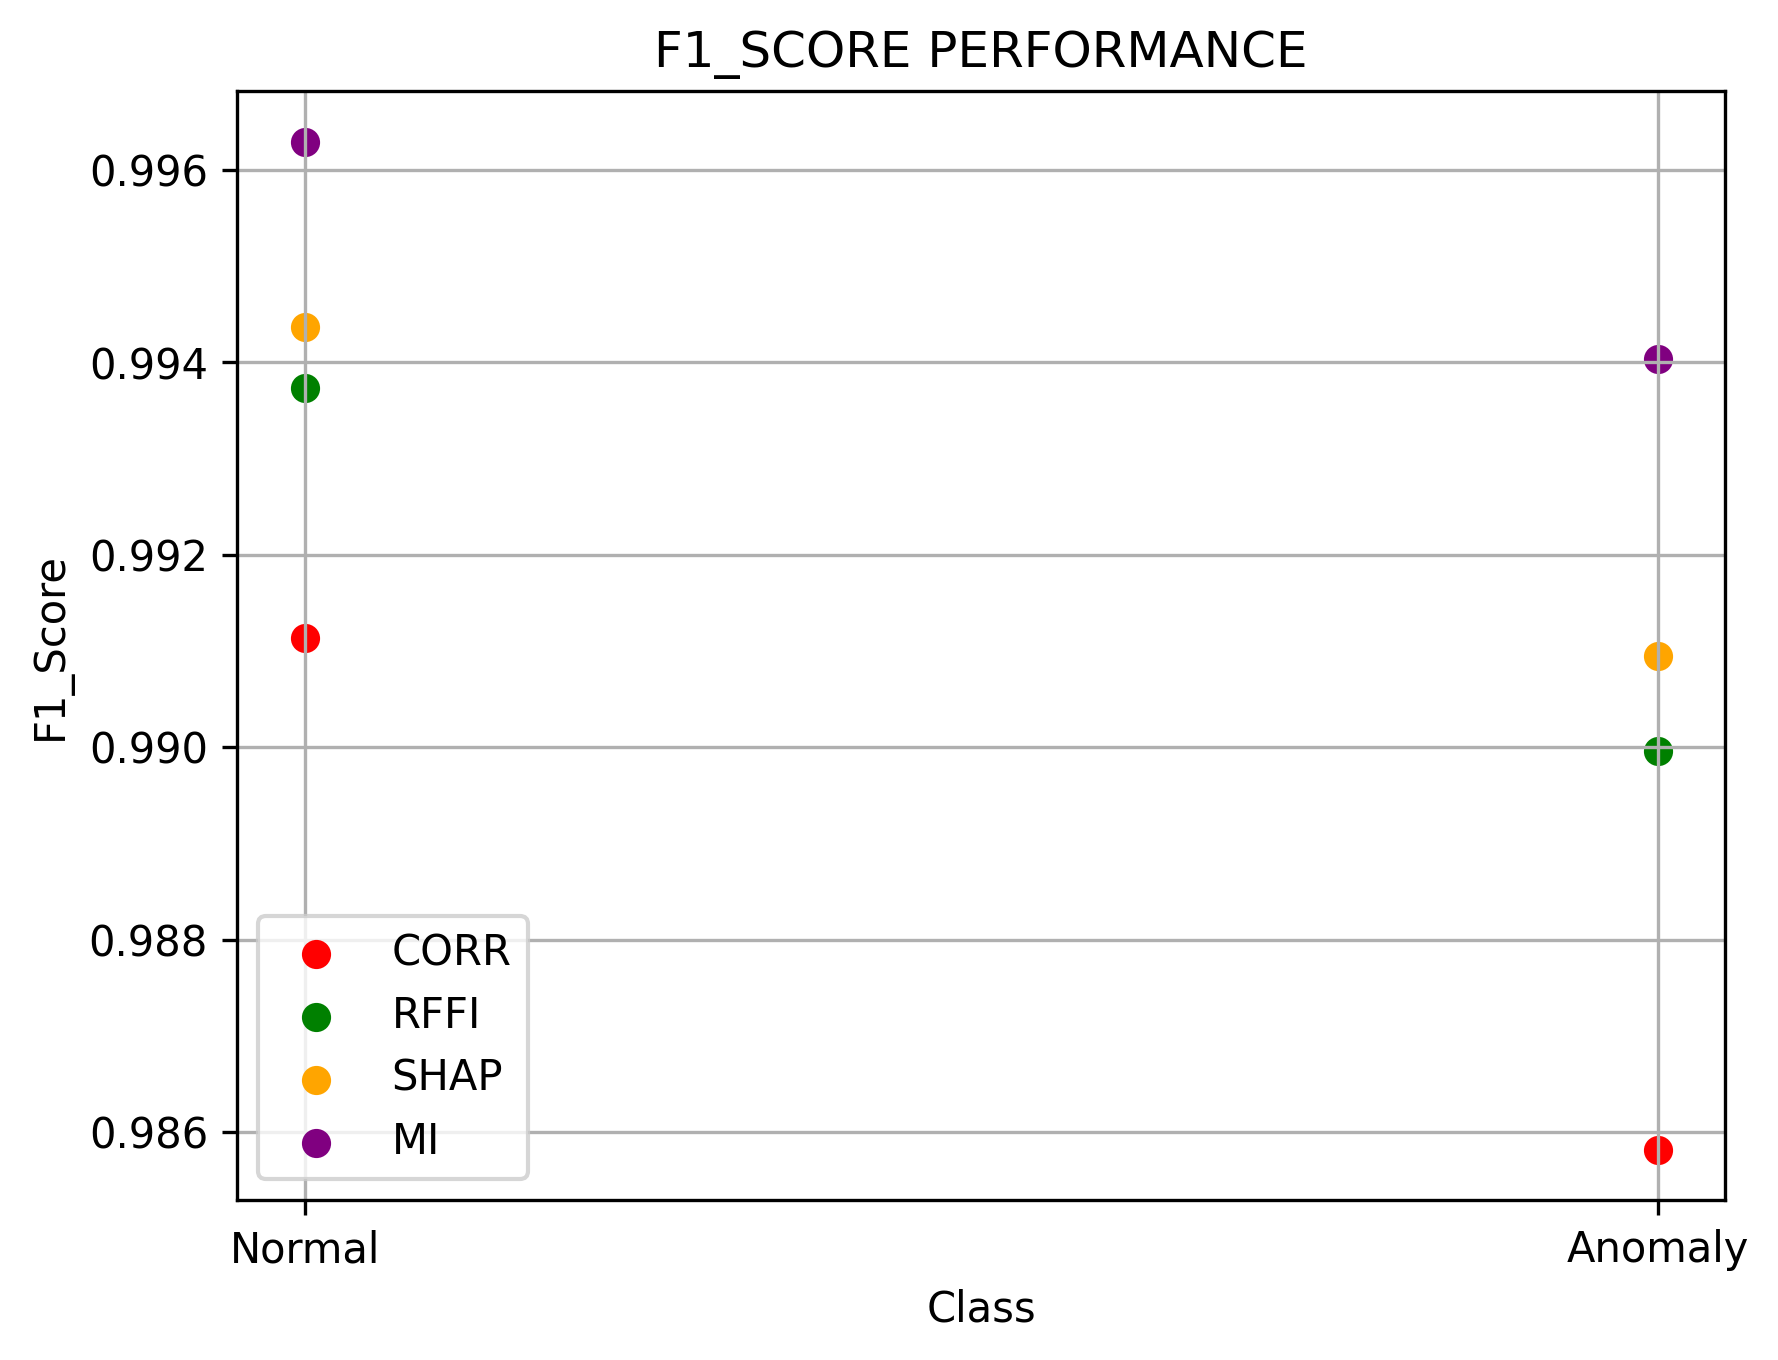 F1_SCORE PERFORMANCE
F1_Score
0.996
0.994
0.992
0.990
0.988
0.986
CORR
RFFI
SHAP
MI
Normal
Anomaly
Class